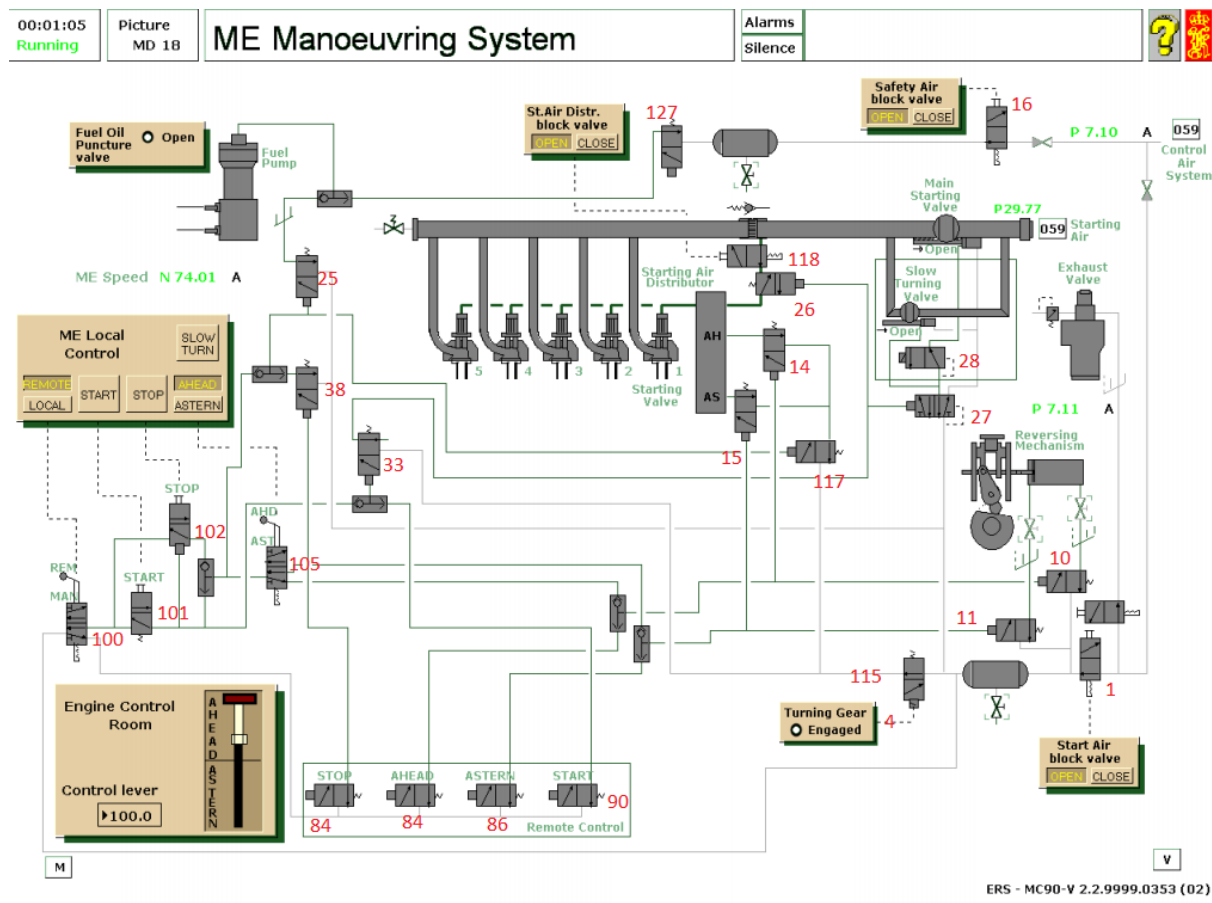 00:01:05
Running
Picture
MD 18
ME Manoeuvring System
Alarms
Silence
?
Fuel Oil
Puncture
valve
Open
Fuel
Pump
St.Air Distr.
block valve
OPEN CLOSE
127
Safety Air
block valve
OPEN CLOSE
16
P 7.10
A
059
Control
Air
System
Main
Starting
Valve
P29.77
059
Starting
Air
Open
ME Speed N 74.01 A
25
Starting Air
Distributor
118
26
Slow
Turning
Valve
Open
Exhaust
Valve
ME Local
Control
SLOW
TURN
REMOTE
LOCAL
START
STOP
AHEAD
ASTERN
38
5
4
3
2
1
Starting
Valve
AH
AS
14
28
27
P 7.11
A
15
117
33
Reversing
Mechanism
STOP
102
AHD
AST
105
REM
MAN
START
101
100
10
11
1
115
4
Turning Gear
Engaged
Start Air
block valve
OPEN CLOSE
Engine Control
Room
Control lever
100.0
AHEAD
ASTERN
STOP
AHEAD
ASTERN
START
84
84
86
90
Remote Control
M
V
ERS - MC90-V 2.2.9999.0353 (02)